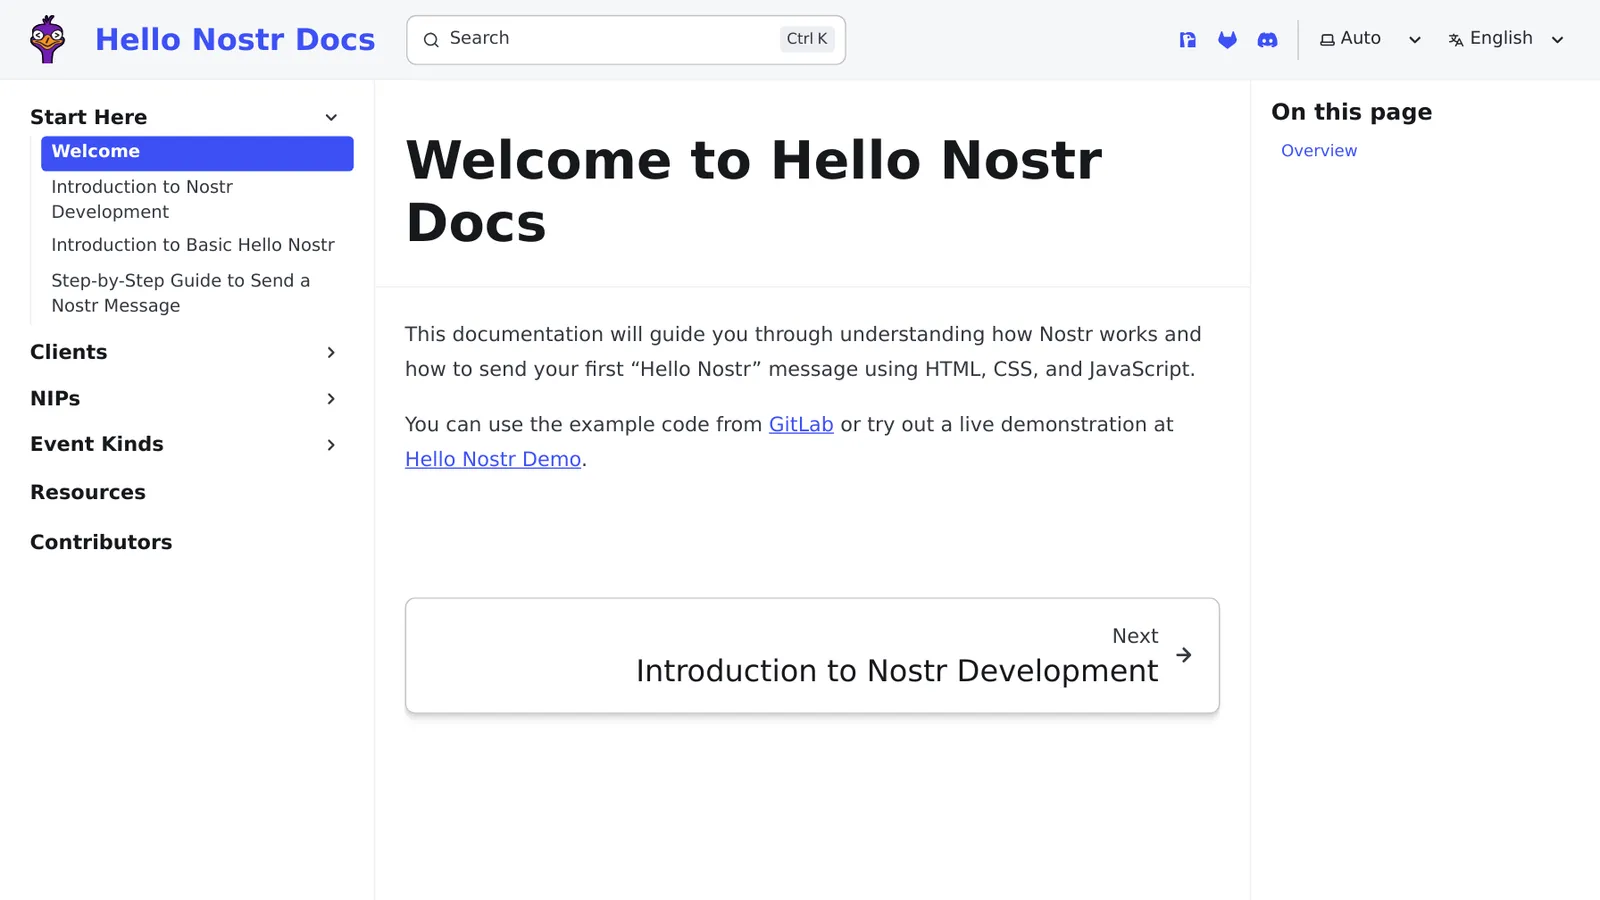 Hello Nostr Docs
Search
Ctrl K
Auto
English
Start Here
Welcome
Introduction to Nostr
Development
Introduction to Basic Hello Nostr
Step-by-Step Guide to Send a
Nostr Message
Clients
NIPs
Event Kinds
Resources
Contributors
Welcome to Hello Nostr
Docs
This documentation will guide you through understanding how Nostr works and
how to send your first “Hello Nostr” message using HTML, CSS, and JavaScript.
You can use the example code from GitLab or try out a live demonstration at
Hello Nostr Demo.
Next
Introduction to Nostr Development
On this page
Overview